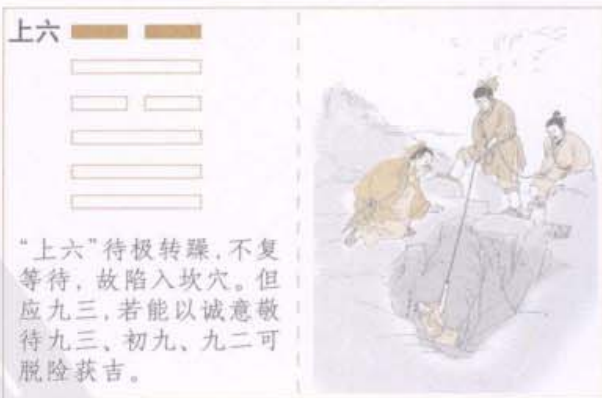 上六
“上六”待极转躁,不复
等待,故陷入坎穴。但
应九三,若能以诚意敬
待九三、初九、九二可
脱险获吉。